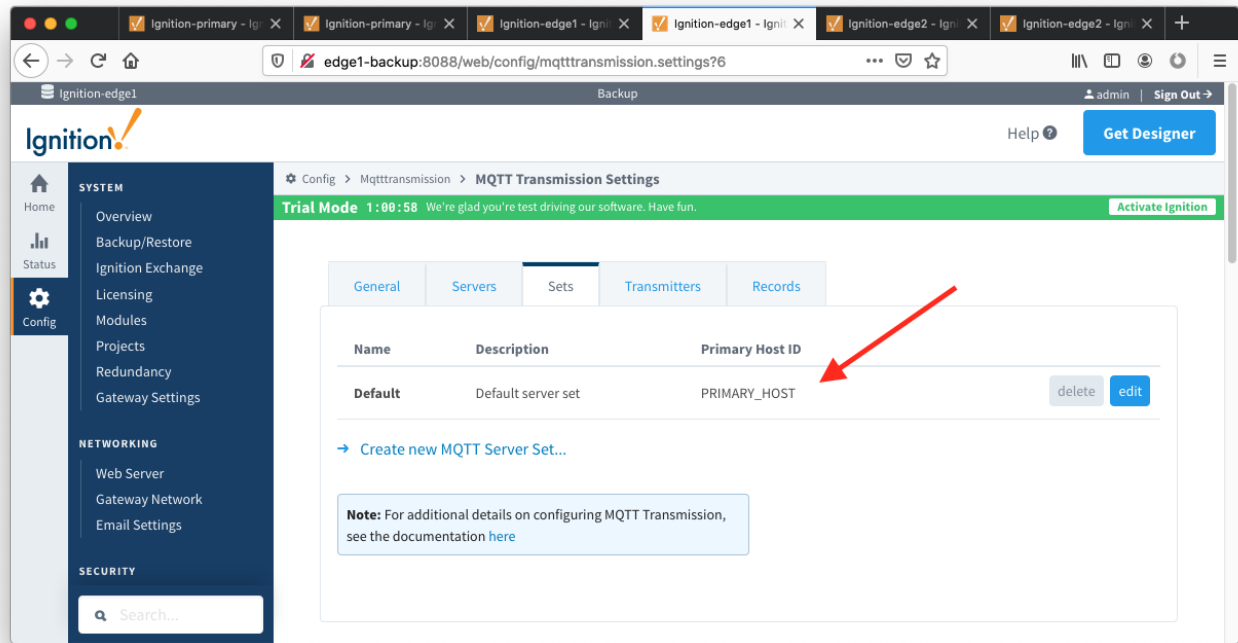 Ignition-primary - Ig
Ignition-primary - Ig
Ignition-edge1 - Ignit
Ignition-edge1 - Ignit
Ignition-edge2 - Igni
Ignition-edge2 - Igni
edge1-backup:8088/web/config/mqtttransmission.settings?6
Ignition-edge1
Backup
admin | Sign Out
Ignition!
Help
Get Designer
Home
Status
Config
SYSTEM
Overview
Backup/Restore
Ignition Exchange
Licensing
Modules
Projects
Redundancy
Gateway Settings
NETWORKING
Web Server
Gateway Network
Email Settings
SECURITY
Search...
Config > Mqtttransmission > MQTT Transmission Settings
Trial Mode 1:00:58 We're glad you're test driving our software. Have fun.
Activate Ignition
General Servers Sets Transmitters Records
Name Description Primary Host ID
Default Default server set PRIMARY_HOST delete edit
→ Create new MQTT Server Set...
Note: For additional details on configuring MQTT Transmission,
see the documentation here